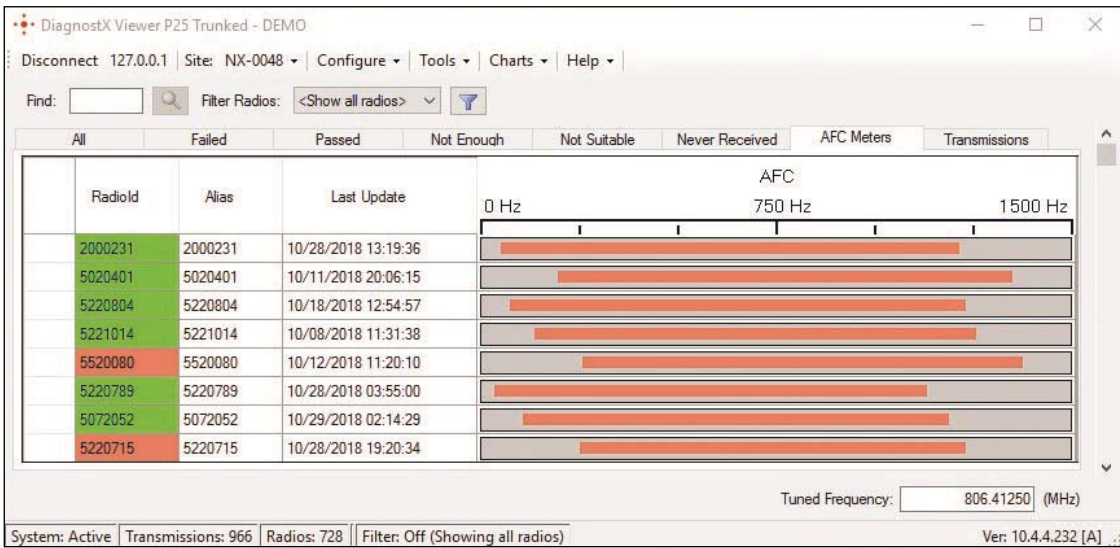 DiagnostX Viewer P25 Trunked - DEMO
Disconnect 127.0.0.1 Site: NX-0048 Configure Tools Charts Help
Find: Filter Radios: <Show all radios>
All Failed Passed Not Enough Not Suitable Never Received AFC Meters Transmissions
RadioId Alias Last Update AFC
0 Hz 750 Hz 1500 Hz
2000231 2000231 10/28/2018 13:19:36
5020401 5020401 10/11/2018 20:06:15
5220804 5220804 10/18/2018 12:54:57
5221014 5221014 10/08/2018 11:31:38
5520080 5520080 10/12/2018 11:20:10
5220789 5220789 10/28/2018 03:55:00
5072052 5072052 10/29/2018 02:14:29
5220715 5220715 10/28/2018 19:20:34
Tuned Frequency: 806.41250 (MHz)
System: Active Transmissions: 966 Radios: 728 Filter: Off (Showing all radios) Ver: 10.4.4.232 [A]